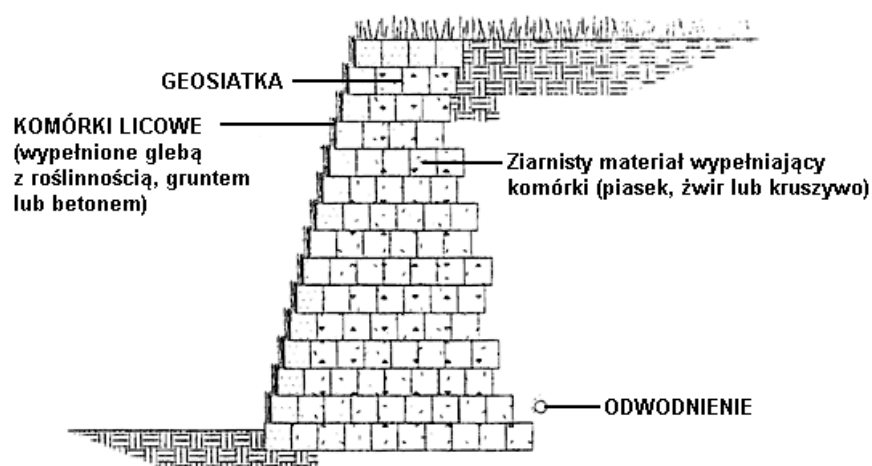 GEOSIATKA
KOMÓRKI LICOWE
(wypełnione glebą
z roślinnością, gruntem
lub betonem)
Ziarnisty materiał wypełniający
komórki (piasek, żwir lub kruszywo)
ODWODNIENIE